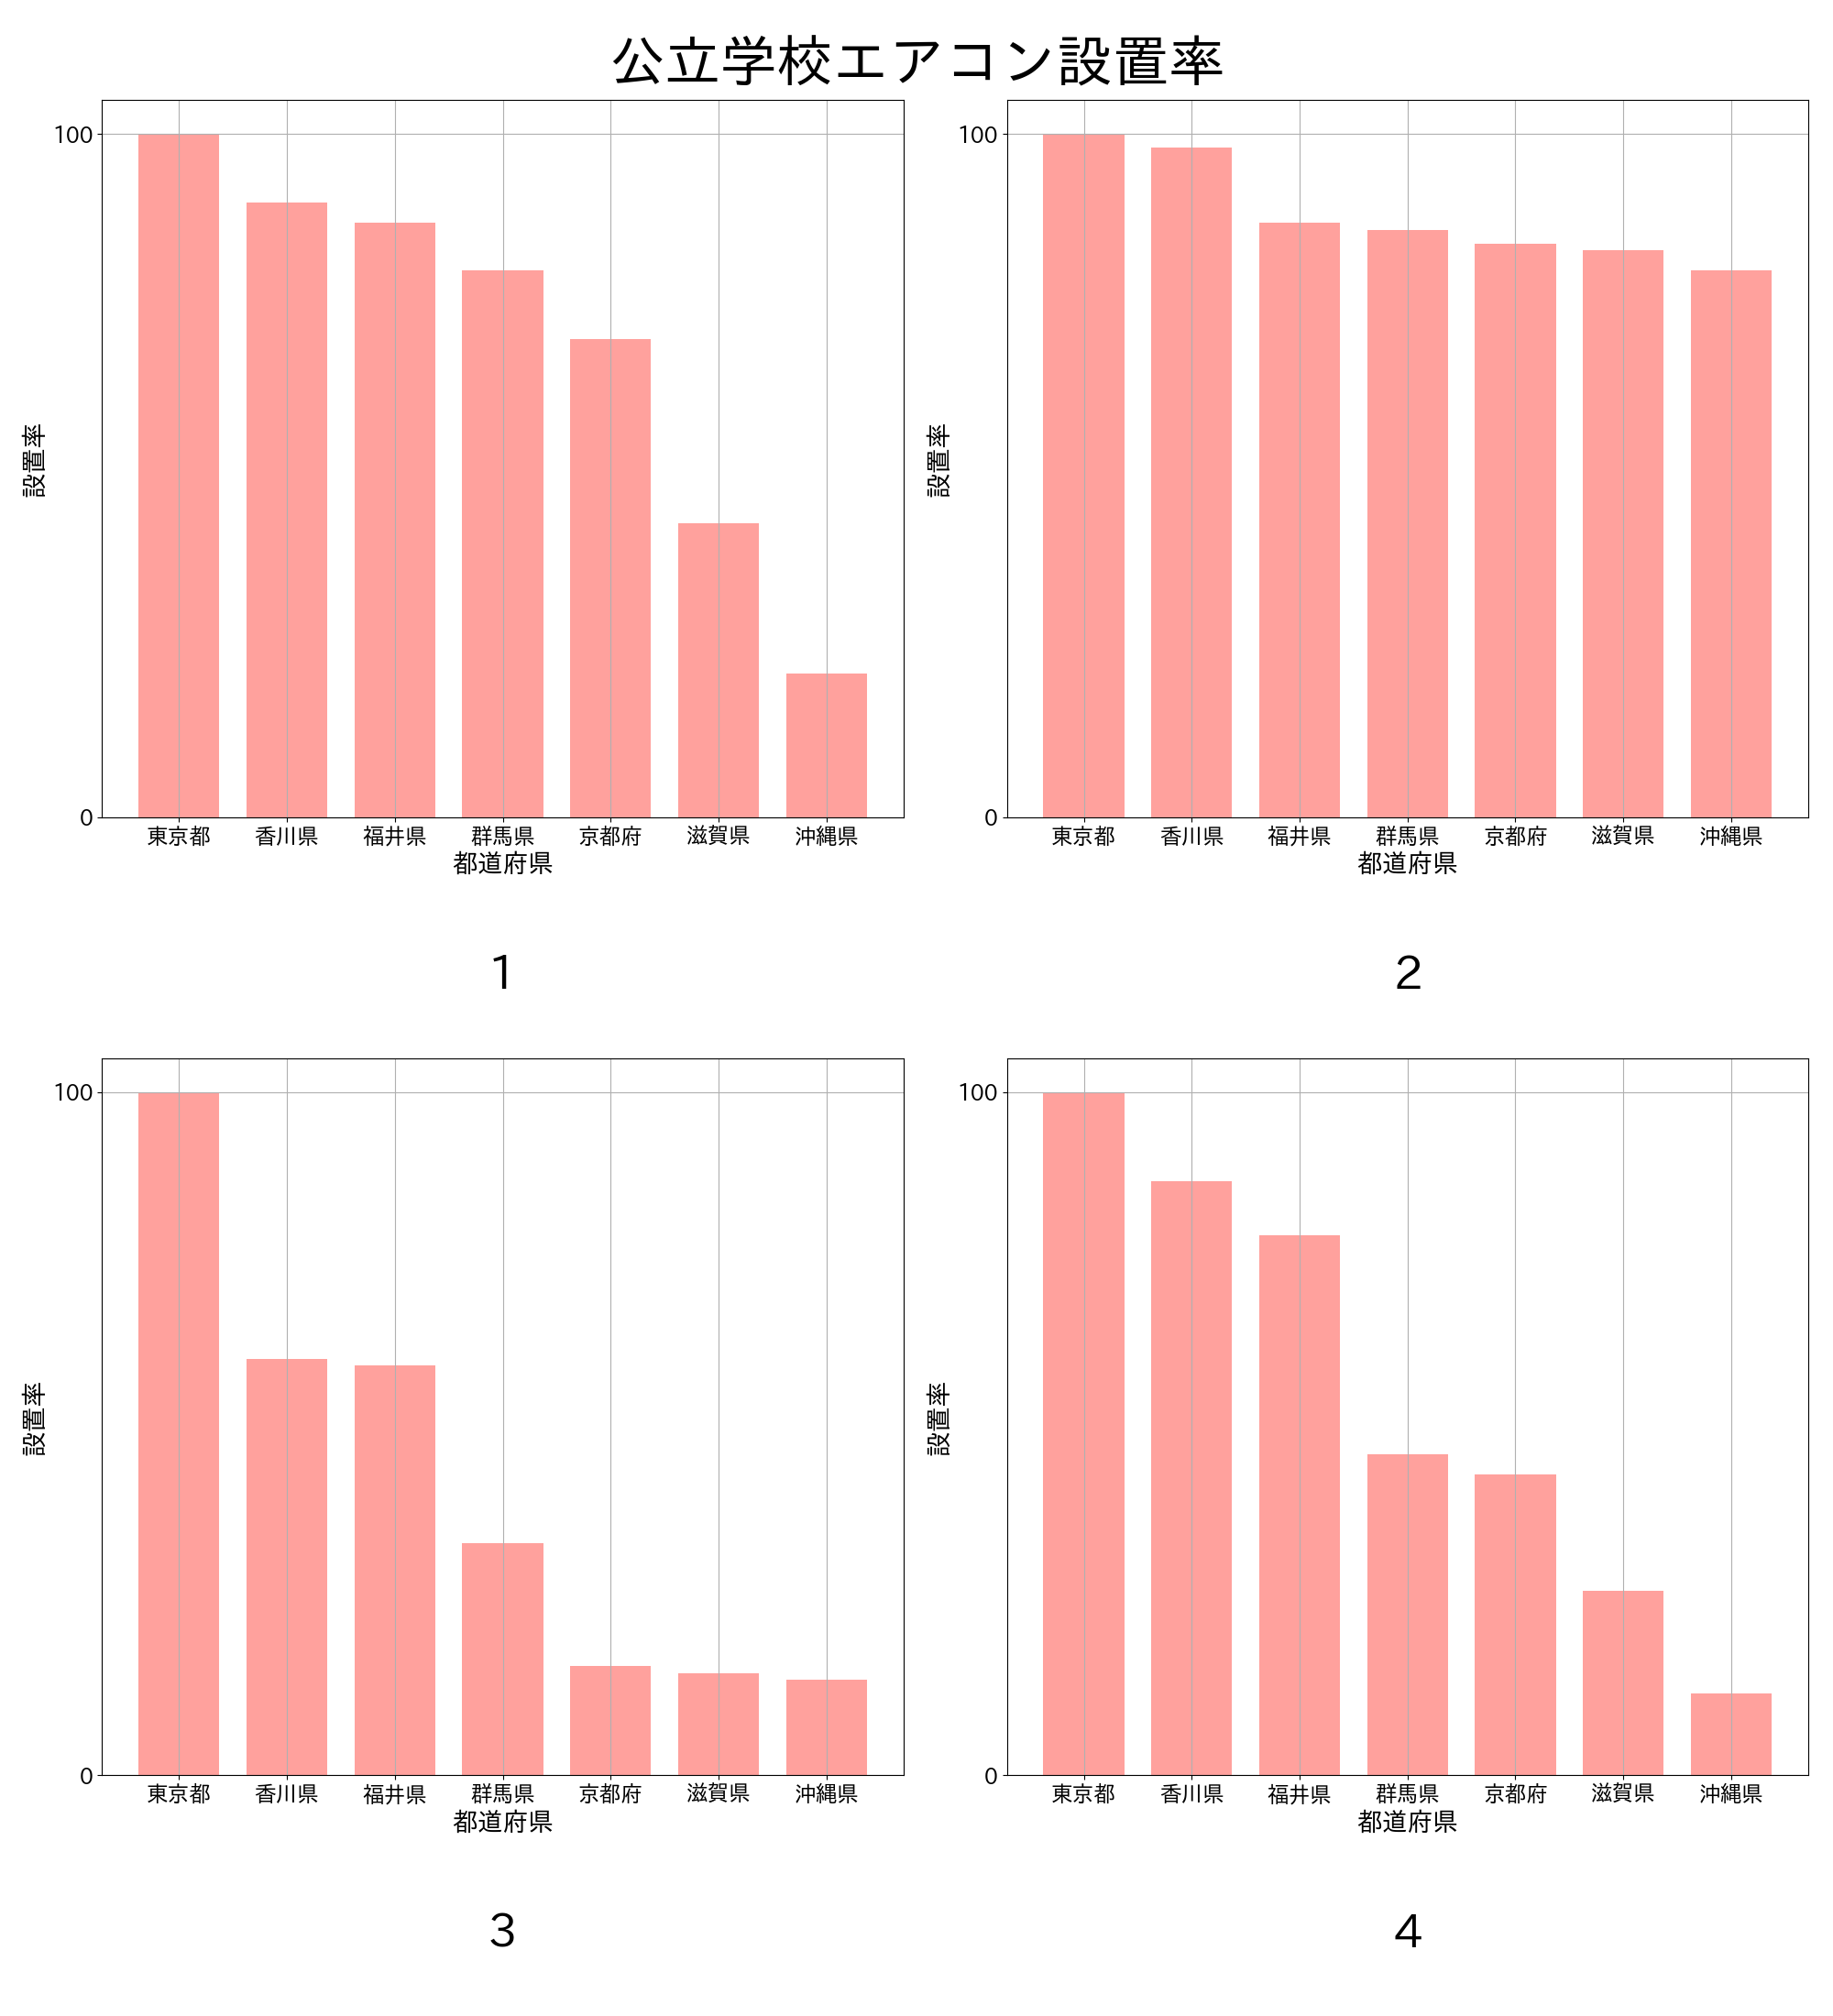 公立学校エアコン設置率
設置率
100
0
東京都 香川県 福井県 群馬県 京都府 滋賀県 沖縄県
都道府県
1
設置率
100
0
東京都 香川県 福井県 群馬県 京都府 滋賀県 沖縄県
都道府県
2
設置率
100
0
東京都 香川県 福井県 群馬県 京都府 滋賀県 沖縄県
都道府県
3
設置率
100
0
東京都 香川県 福井県 群馬県 京都府 滋賀県 沖縄県
都道府県
4